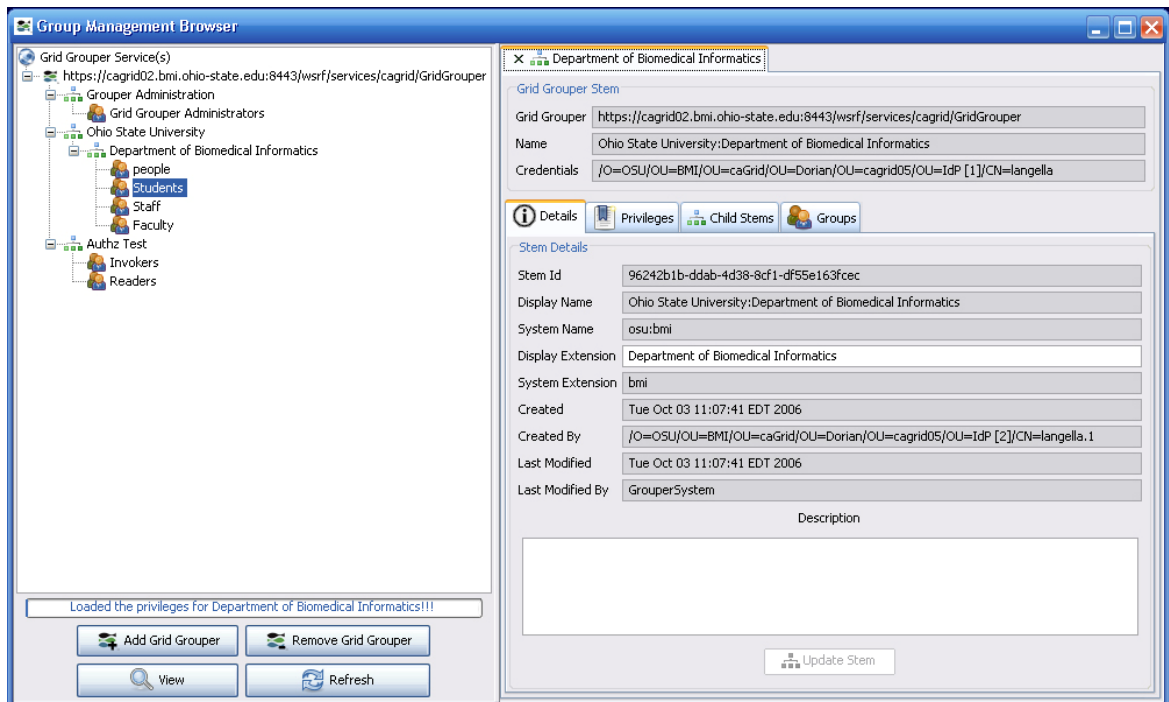 Group Management Browser
Grid Grouper Service(s)
https://cagrid02.bmi.ohio-state.edu:8443/wsrf/services/cagrid/GridGrouper
Grouper Administration
Grid Grouper Administrators
Ohio State University
Department of Biomedical Informatics
people
Students
Staff
Faculty
Authz Test
Invokers
Readers
Loaded the privileges for Department of Biomedical Informatics!!!
Add Grid Grouper
Remove Grid Grouper
View
Refresh
X Department of Biomedical Informatics
Grid Grouper Stem
Grid Grouper https://cagrid02.bmi.ohio-state.edu:8443/wsrf/services/cagrid/GridGrouper
Name Ohio State University:Department of Biomedical Informatics
Credentials /O=OSU/OU=BMI/OU=caGrid/OU=Dorian/OU=cagrid05/OU=IdP [1]/CN=langella
Details Privileges Child Stems Groups
Stem Details
Stem Id 96242b1b-ddab-4d38-8cf1-df55e163fcec
Display Name Ohio State University:Department of Biomedical Informatics
System Name osu:bmi
Display Extension Department of Biomedical Informatics
System Extension bmi
Created Tue Oct 03 11:07:41 EDT 2006
Created By /O=OSU/OU=BMI/OU=caGrid/OU=Dorian/OU=cagrid05/OU=IdP [2]/CN=langella.1
Last Modified Tue Oct 03 11:07:41 EDT 2006
Last Modified By GrouperSystem
Description
Update Stem